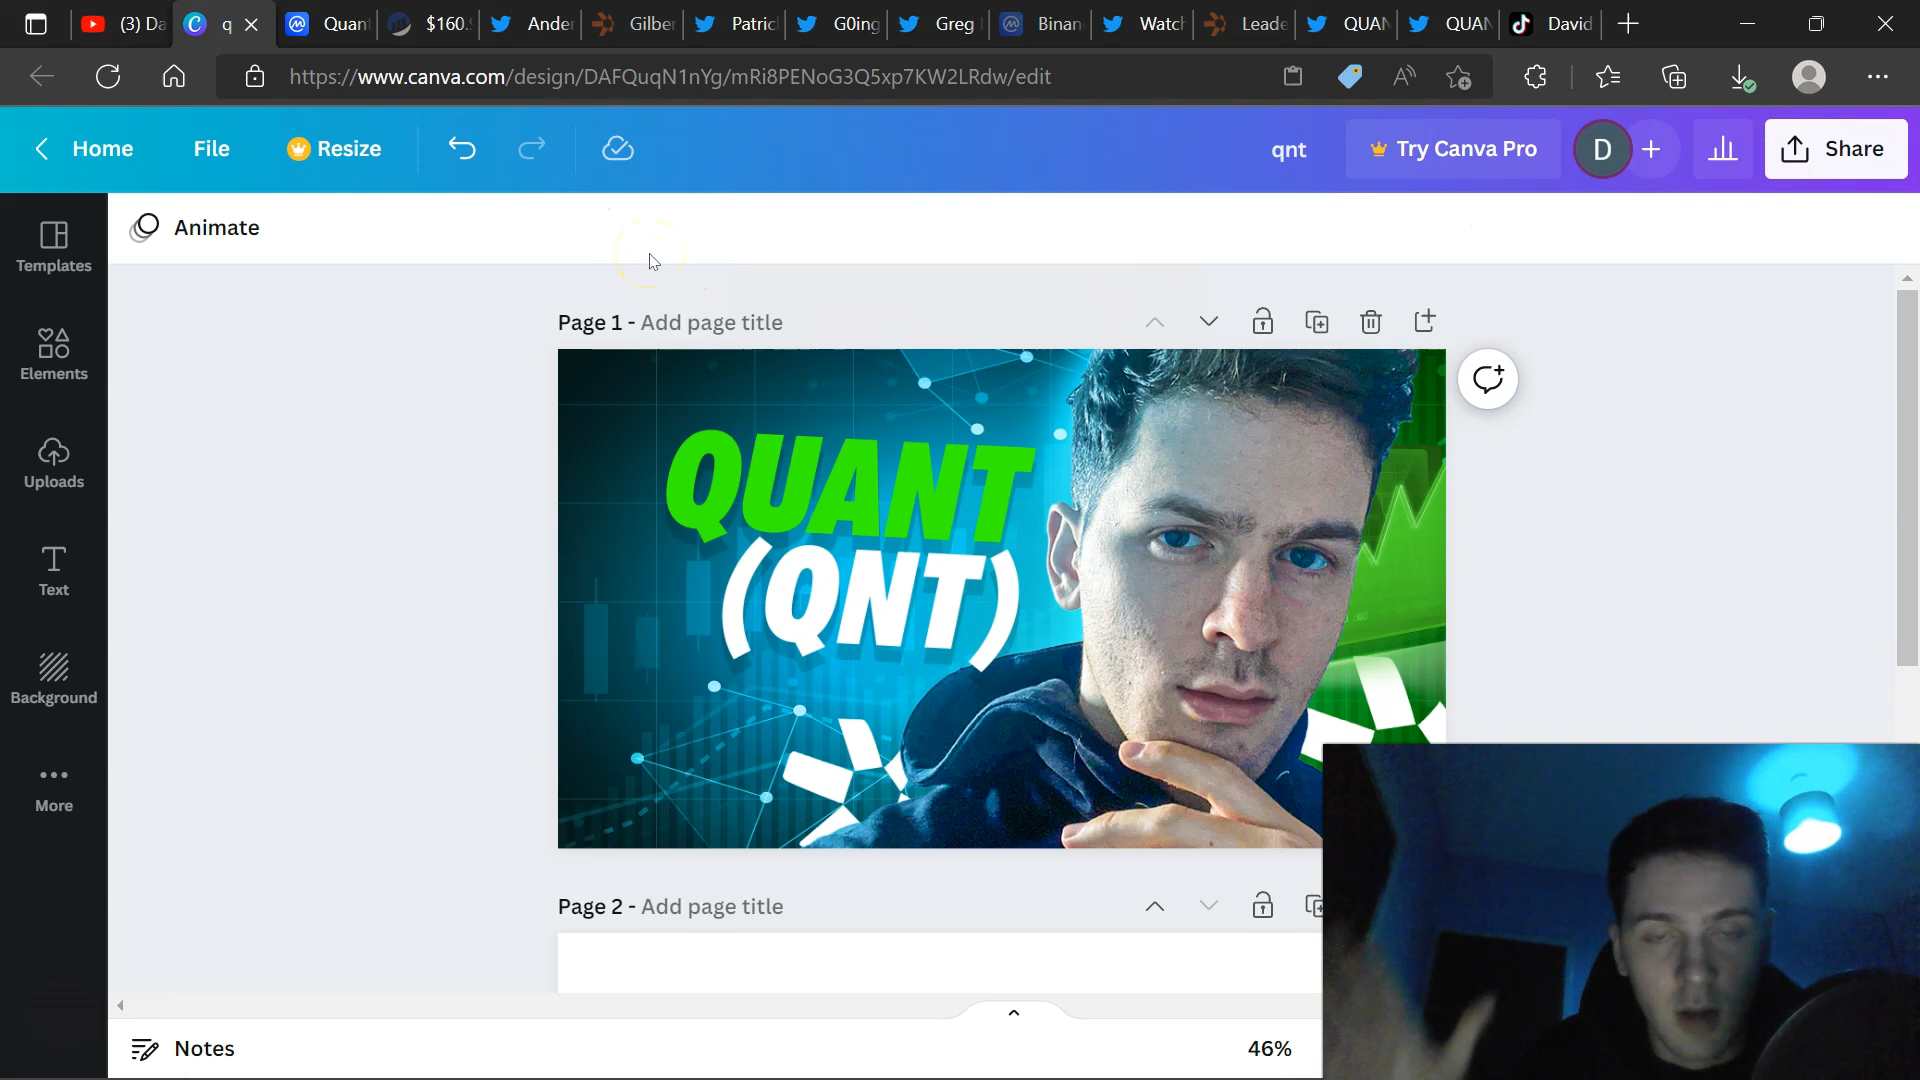 (3) Da
q
Quan
$160.
Ander
Gilber
Patric
G0ing
Greg
Binan
Watch
Leade
QUAN
QUAN
David
https://www.canva.com/design/DAFQuqN1nYg/mRi8PENoG3Q5xp7KW2LRdw/edit
Home
File
Resize
qnt
Try Canva Pro
D
Share
Templates
Elements
Uploads
Text
Background
More
Animate
Page 1 - Add page title
QUANT
(QNT)
Page 2 - Add page title
Notes
46%